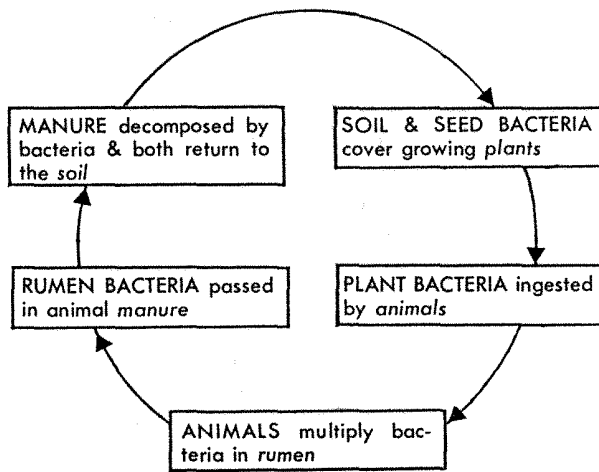 MANURE decomposed by
bacteria & both return to
the soil
SOIL & SEED BACTERIA
cover growing plants
RUMEN BACTERIA passed
in animal manure
PLANT BACTERIA ingested
by animals
ANIMALS multiply bac-
teria in rumen